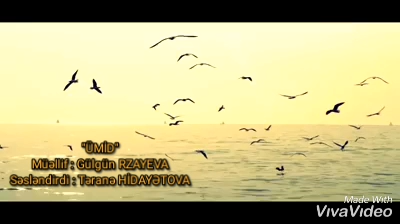 "ÜMİD"
Müəllif : Gülgün RZAYEVA
Səsləndirdi : Təranə HİDAYƏTOVA
Made With
VivaVideo